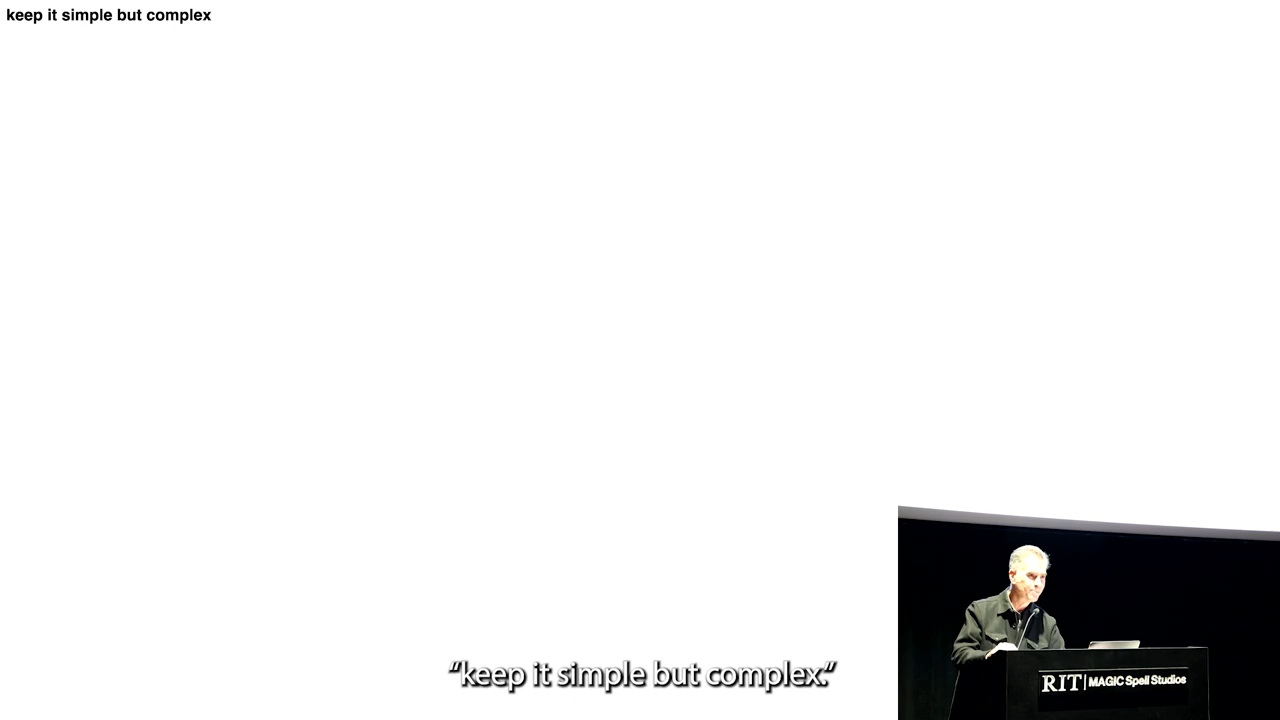 keep it simple but complex
“keep it simple but complex.”
RIT | MAGIC Spell Studios